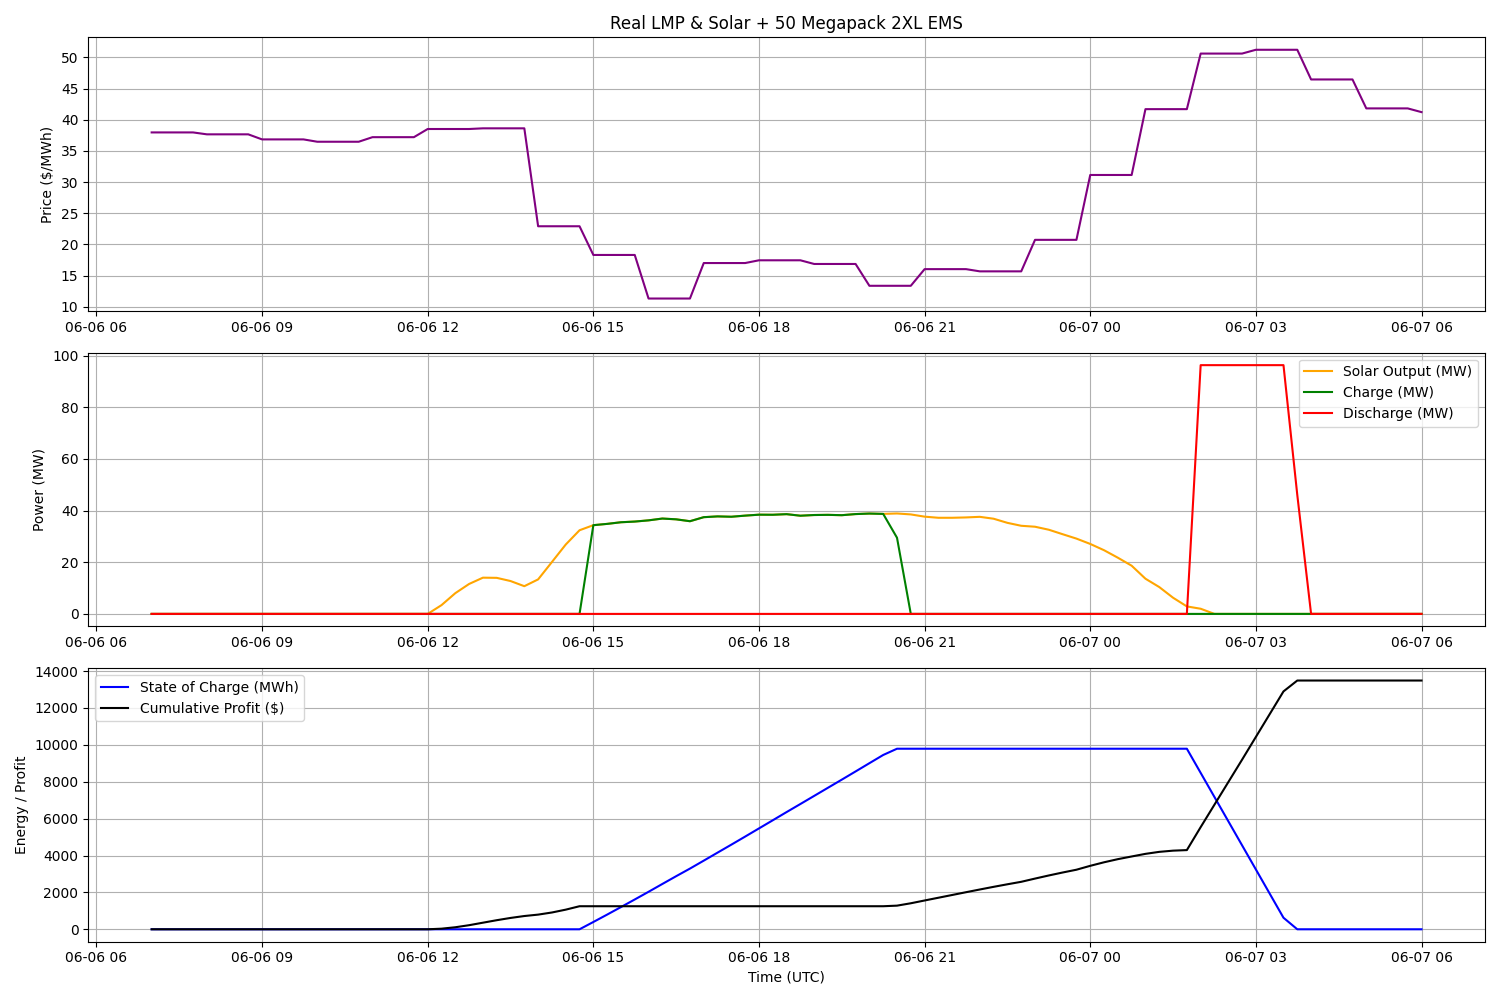 Real LMP & Solar + 50 Megapack 2XL EMS
Price ($/MWh)
50
45
40
35
30
25
20
15
10
06-06 06 06-06 09 06-06 12 06-06 15 06-06 18 06-06 21 06-07 00 06-07 03 06-07 06
Power (MW)
100
80
60
40
20
0
Solar Output (MW)
Charge (MW)
Discharge (MW)
06-06 06 06-06 09 06-06 12 06-06 15 06-06 18 06-06 21 06-07 00 06-07 03 06-07 06
Energy / Profit
14000
12000
10000
8000
6000
4000
2000
0
State of Charge (MWh)
Cumulative Profit ($)
06-06 06 06-06 09 06-06 12 06-06 15 06-06 18 06-06 21 06-07 00 06-07 03 06-07 06
Time (UTC)